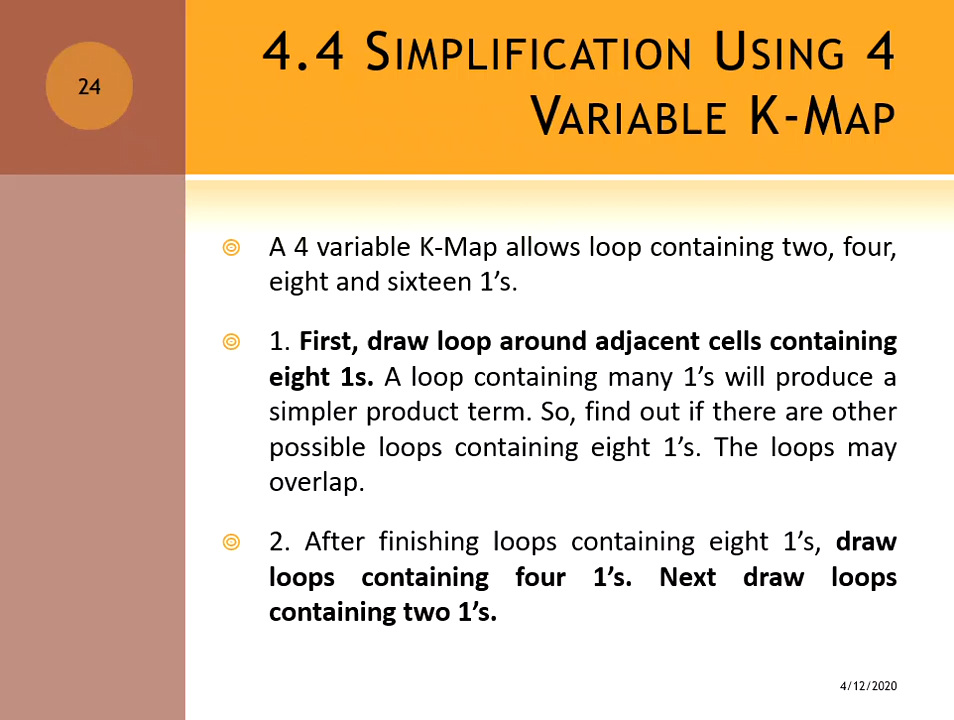 24
4.4 SIMPLIFICATION USING 4
VARIABLE K-MAP
A 4 variable K-Map allows loop containing two, four,
eight and sixteen 1’s.
1. First, draw loop around adjacent cells containing
eight 1s. A loop containing many 1’s will produce a
simpler product term. So, find out if there are other
possible loops containing eight 1’s. The loops may
overlap.
2. After finishing loops containing eight 1’s, draw
loops containing four 1’s. Next draw loops
containing two 1’s.
4/12/2020